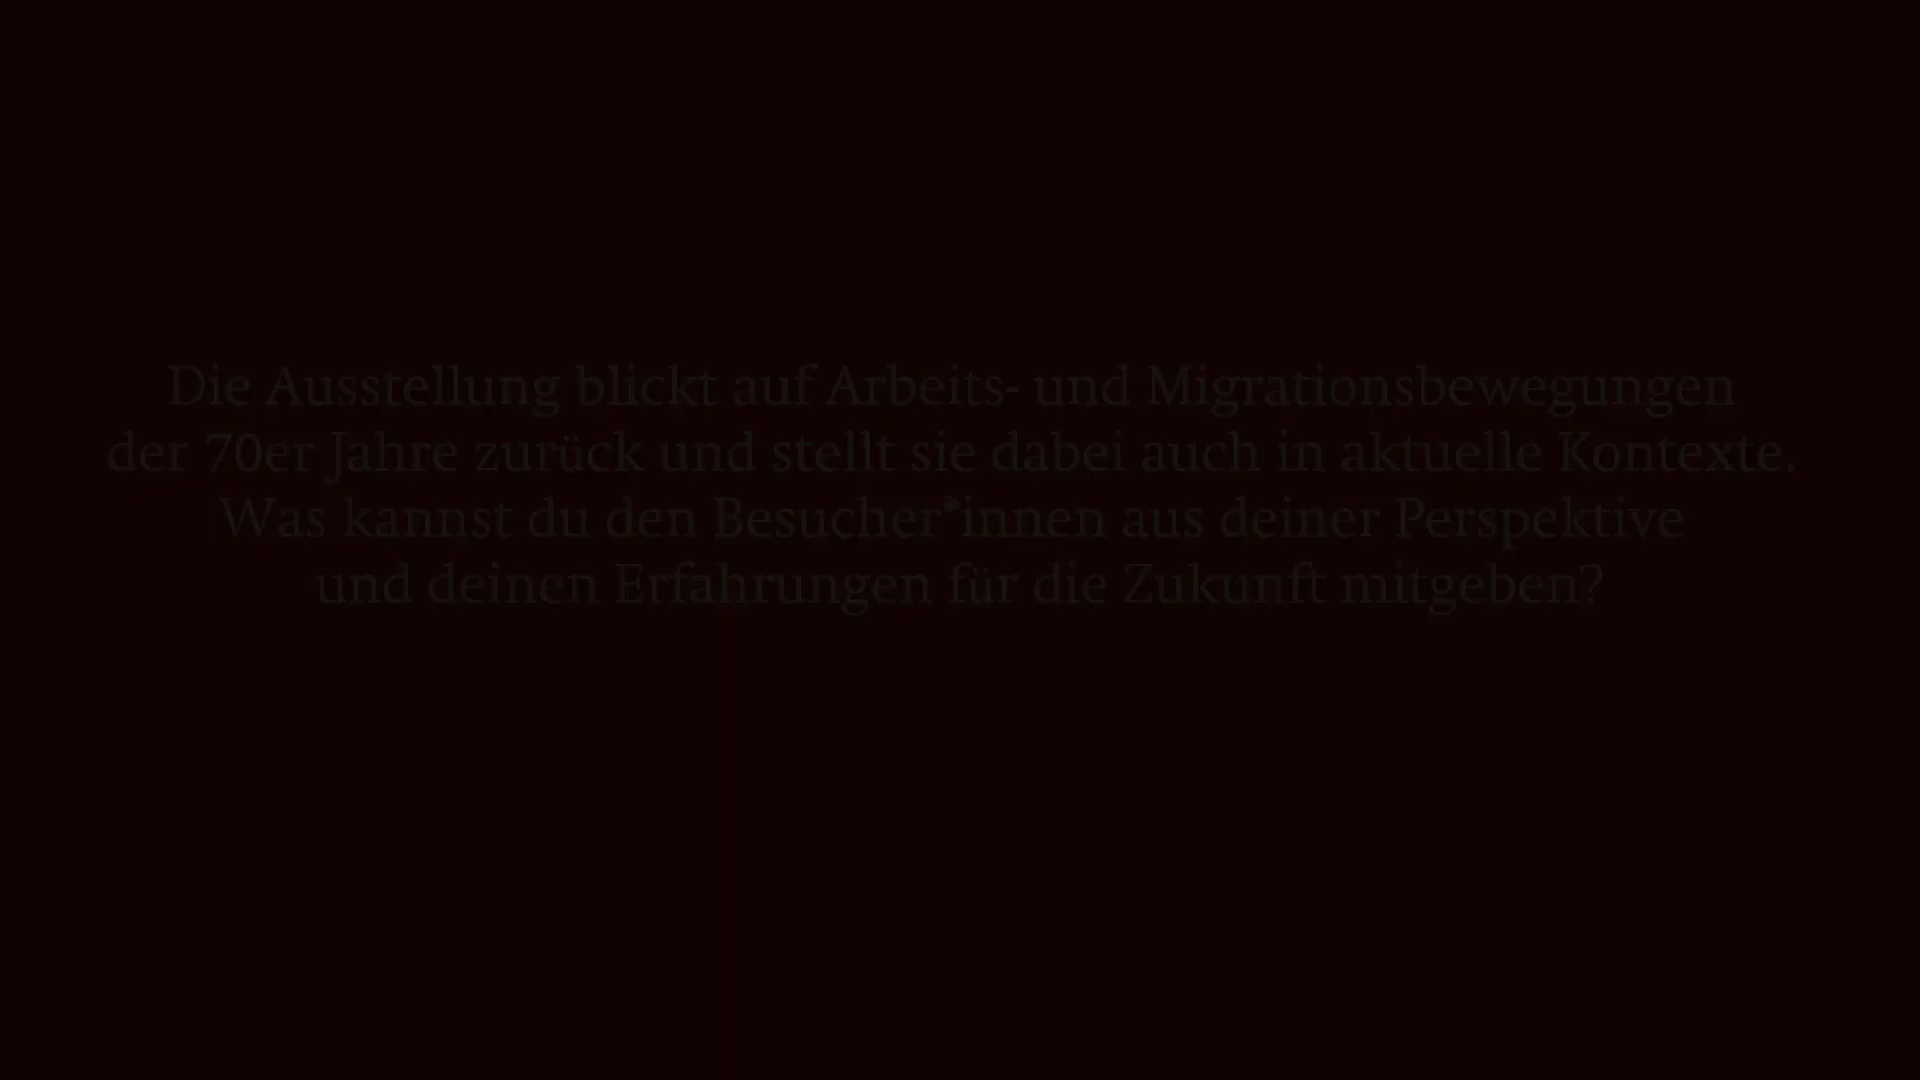 Die Ausstellung blickt auf Arbeits- und Migrationsbewegungen
der 70er Jahre zurück und stellt sie dabei auch in aktuelle Kontexte.
Was kannst du den Besucher*innen aus deiner Perspektive
und deinen Erfahrungen für die Zukunft mitgeben?